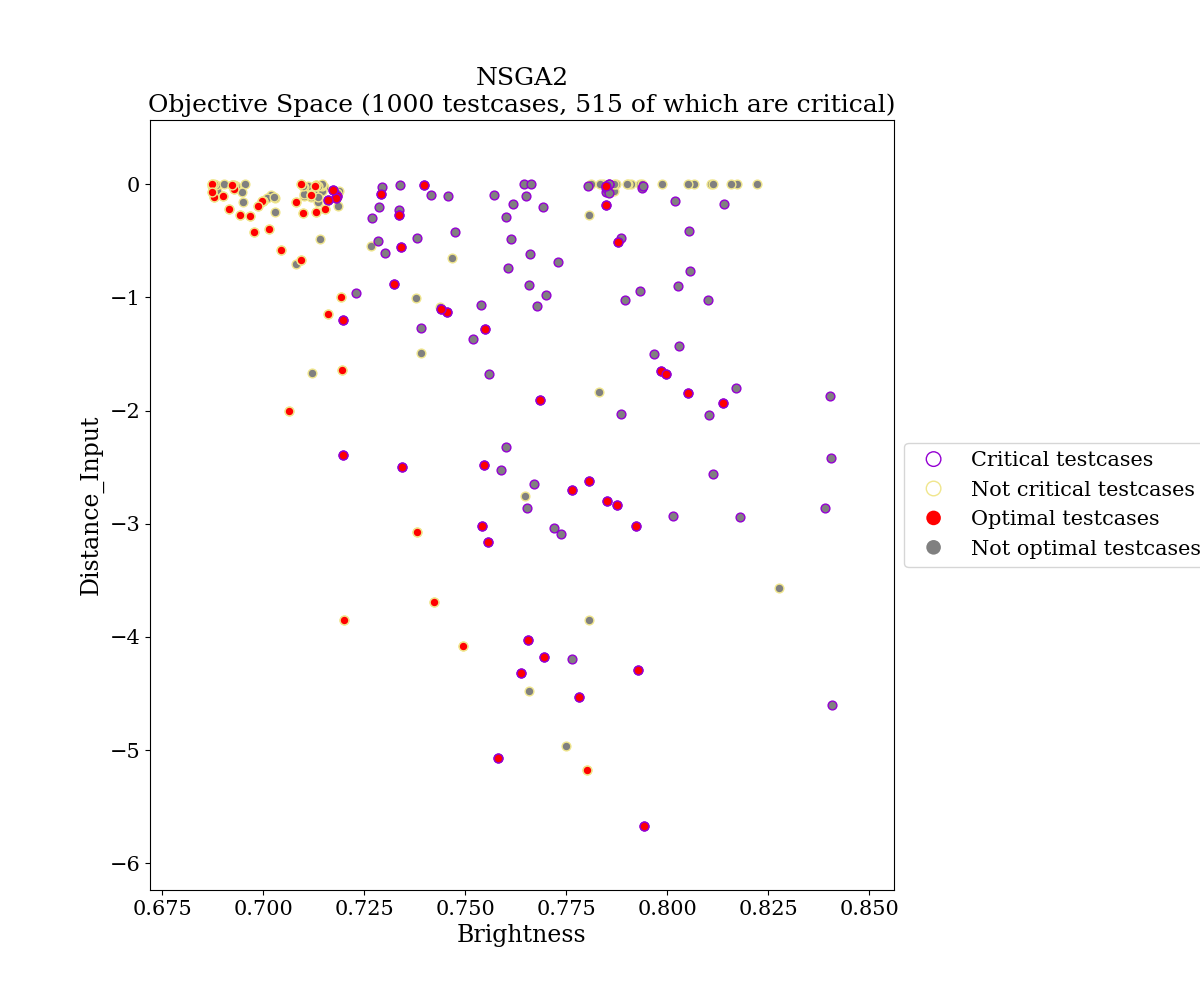 NSGA2
Objective Space (1000 testcases, 515 of which are critical)
0
−1
−2
−3
−4
−5
−6
Distance_Input
0.675 0.700 0.725 0.750 0.775 0.800 0.825 0.850
Brightness
Critical testcases
Not critical testcases
Optimal testcases
Not optimal testcases